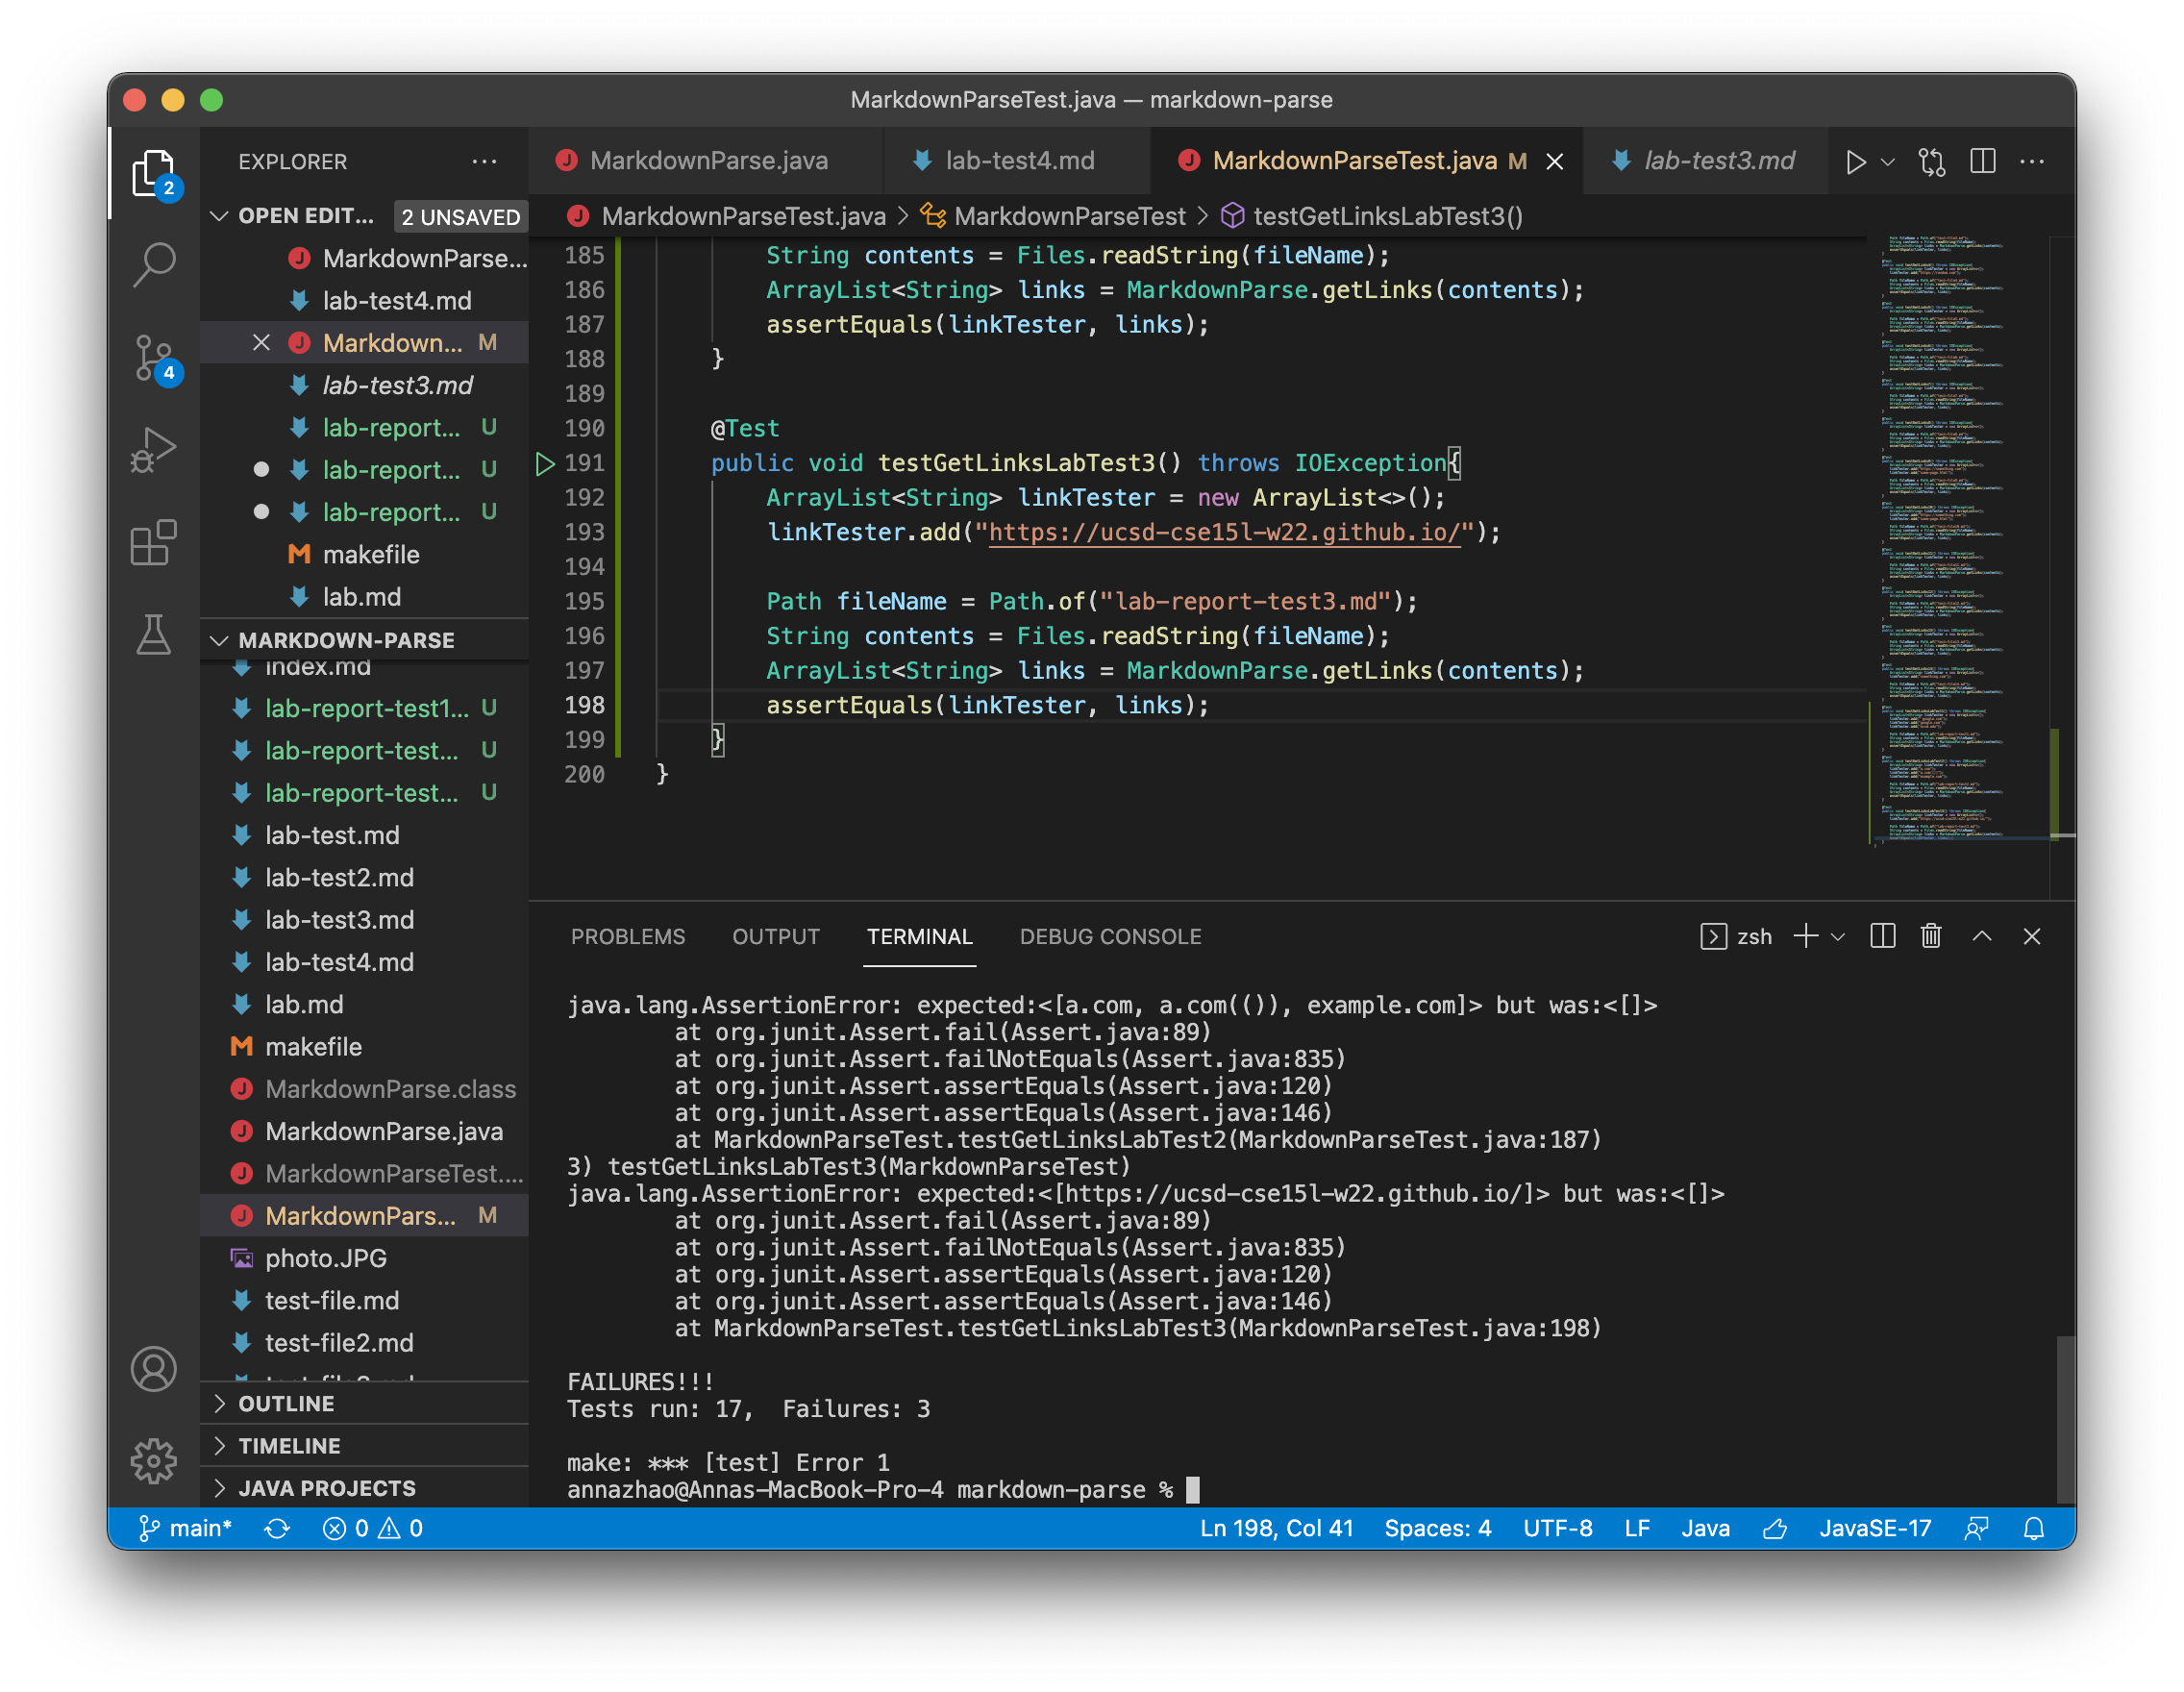 MarkdownParseTest.java — markdown-parse
EXPLORER
MarkdownParse.java
lab-test4.md
MarkdownParseTest.java M
lab-test3.md
2
OPEN EDIT... 2 UNSAVED
MarkdownParseTest.java > MarkdownParseTest > testGetLinksLabTest3()
MarkdownParse...
lab-test4.md
Markdown... M
lab-test3.md
lab-report... U
lab-report... U
lab-report... U
makefile
lab.md
4
MARKDOWN-PARSE
index.md
lab-report-test1... U
lab-report-test... U
lab-report-test... U
lab-test.md
lab-test2.md
lab-test3.md
lab-test4.md
lab.md
makefile
MarkdownParse.class
MarkdownParse.java
MarkdownParseTest....
MarkdownPars... M
photo.JPG
test-file.md
test-file2.md
OUTLINE
TIMELINE
JAVA PROJECTS
185 String contents = Files.readString(fileName);
186 ArrayList<String> links = MarkdownParse.getLinks(contents);
187 assertEquals(linkTester, links);
188 }
189
190 @Test
191 public void testGetLinksLabTest3() throws IOException{
192 ArrayList<String> linkTester = new ArrayList<>();
193 linkTester.add("https://ucsd-cse15l-w22.github.io/");
194
195 Path fileName = Path.of("lab-report-test3.md");
196 String contents = Files.readString(fileName);
197 ArrayList<String> links = MarkdownParse.getLinks(contents);
198 assertEquals(linkTester, links);
199 }
200 }
PROBLEMS OUTPUT TERMINAL DEBUG CONSOLE
zsh
java.lang.AssertionError: expected:<[a.com, a.com(()), example.com]> but was:<[]>
at org.junit.Assert.fail(Assert.java:89)
at org.junit.Assert.failNotEquals(Assert.java:835)
at org.junit.Assert.assertEquals(Assert.java:120)
at org.junit.Assert.assertEquals(Assert.java:146)
at MarkdownParseTest.testGetLinksLabTest2(MarkdownParseTest.java:187)
3) testGetLinksLabTest3(MarkdownParseTest)
java.lang.AssertionError: expected:<[https://ucsd-cse15l-w22.github.io/]> but was:<[]>
at org.junit.Assert.fail(Assert.java:89)
at org.junit.Assert.failNotEquals(Assert.java:835)
at org.junit.Assert.assertEquals(Assert.java:120)
at org.junit.Assert.assertEquals(Assert.java:146)
at MarkdownParseTest.testGetLinksLabTest3(MarkdownParseTest.java:198)
FAILURES!!!
Tests run: 17,  Failures: 3
make: *** [test] Error 1
annazhao@Annas-MacBook-Pro-4 markdown-parse %
main* 0 0
Ln 198, Col 41 Spaces: 4 UTF-8 LF Java JavaSE-17